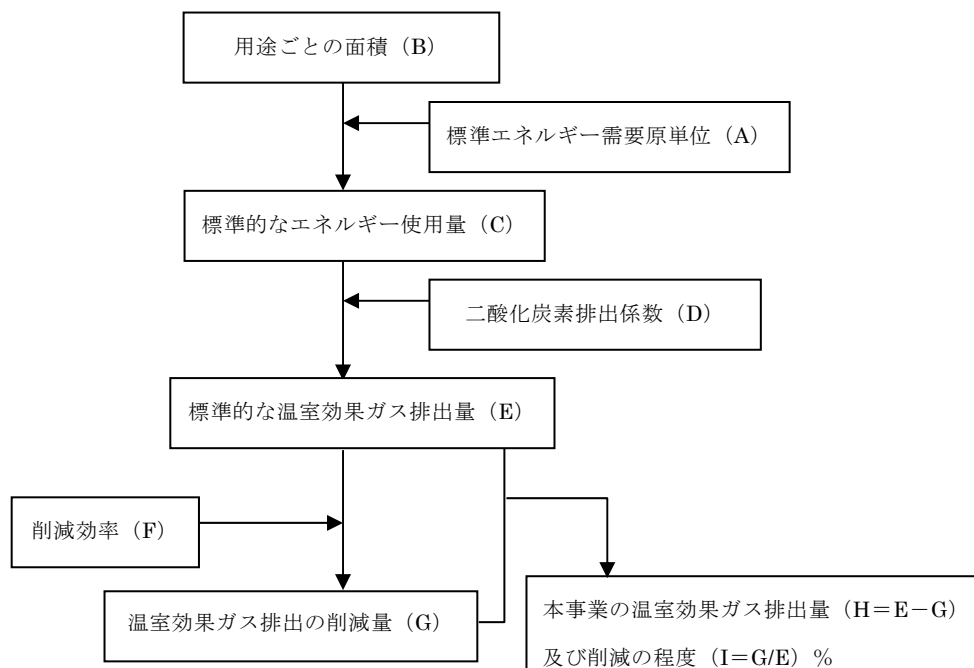 用途ごとの面積（B）
標準エネルギー需要原単位（A）
標準的なエネルギー使用量（C）
二酸化炭素排出係数（D）
標準的な温室効果ガス排出量（E）
削減効率（F）
温室効果ガス排出の削減量（G）
本事業の温室効果ガス排出量（H＝E－G）
及び削減の程度（I＝G/E）％